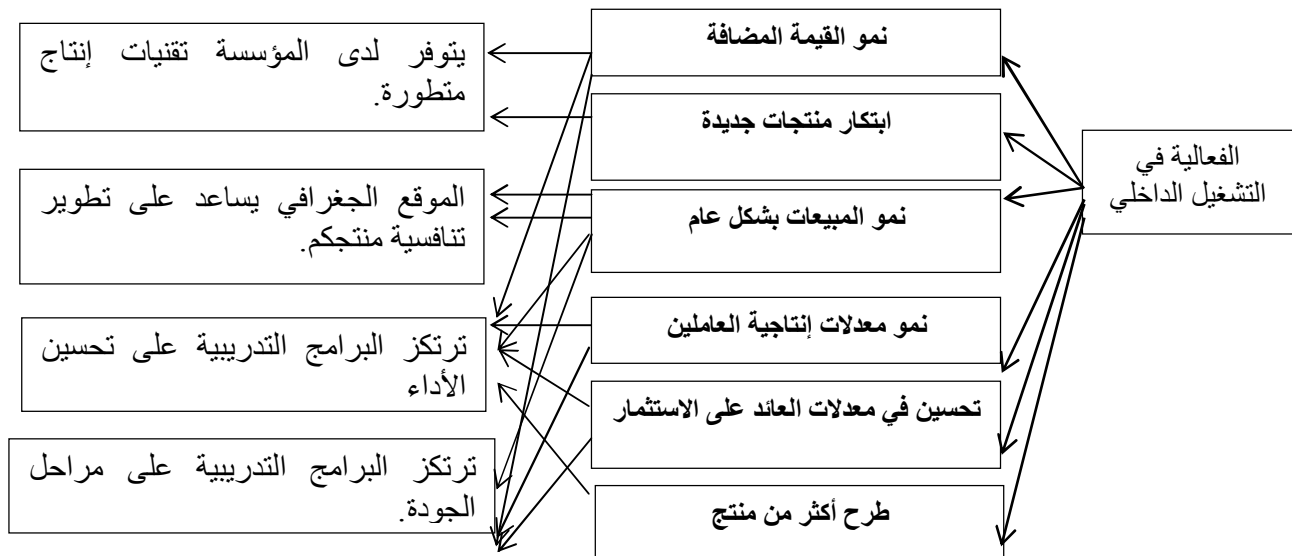 الفعالية في
التشغيل الداخلي
نمو القيمة المضافة
ابتكار منتجات جديدة
نمو المبيعات بشكل عام
نمو معدلات إنتاجية العاملين
تحسين في معدلات العائد على الاستثمار
طرح أكثر من منتج
يتوفر لدى المؤسسة تقنيات إنتاج
متطورة.
الموقع الجغرافي يساعد على تطوير
تنافسية منتجكم.
ترتكز البرامج التدريبية على تحسين
الأداء
ترتكز البرامج التدريبية على مراحل
الجودة.